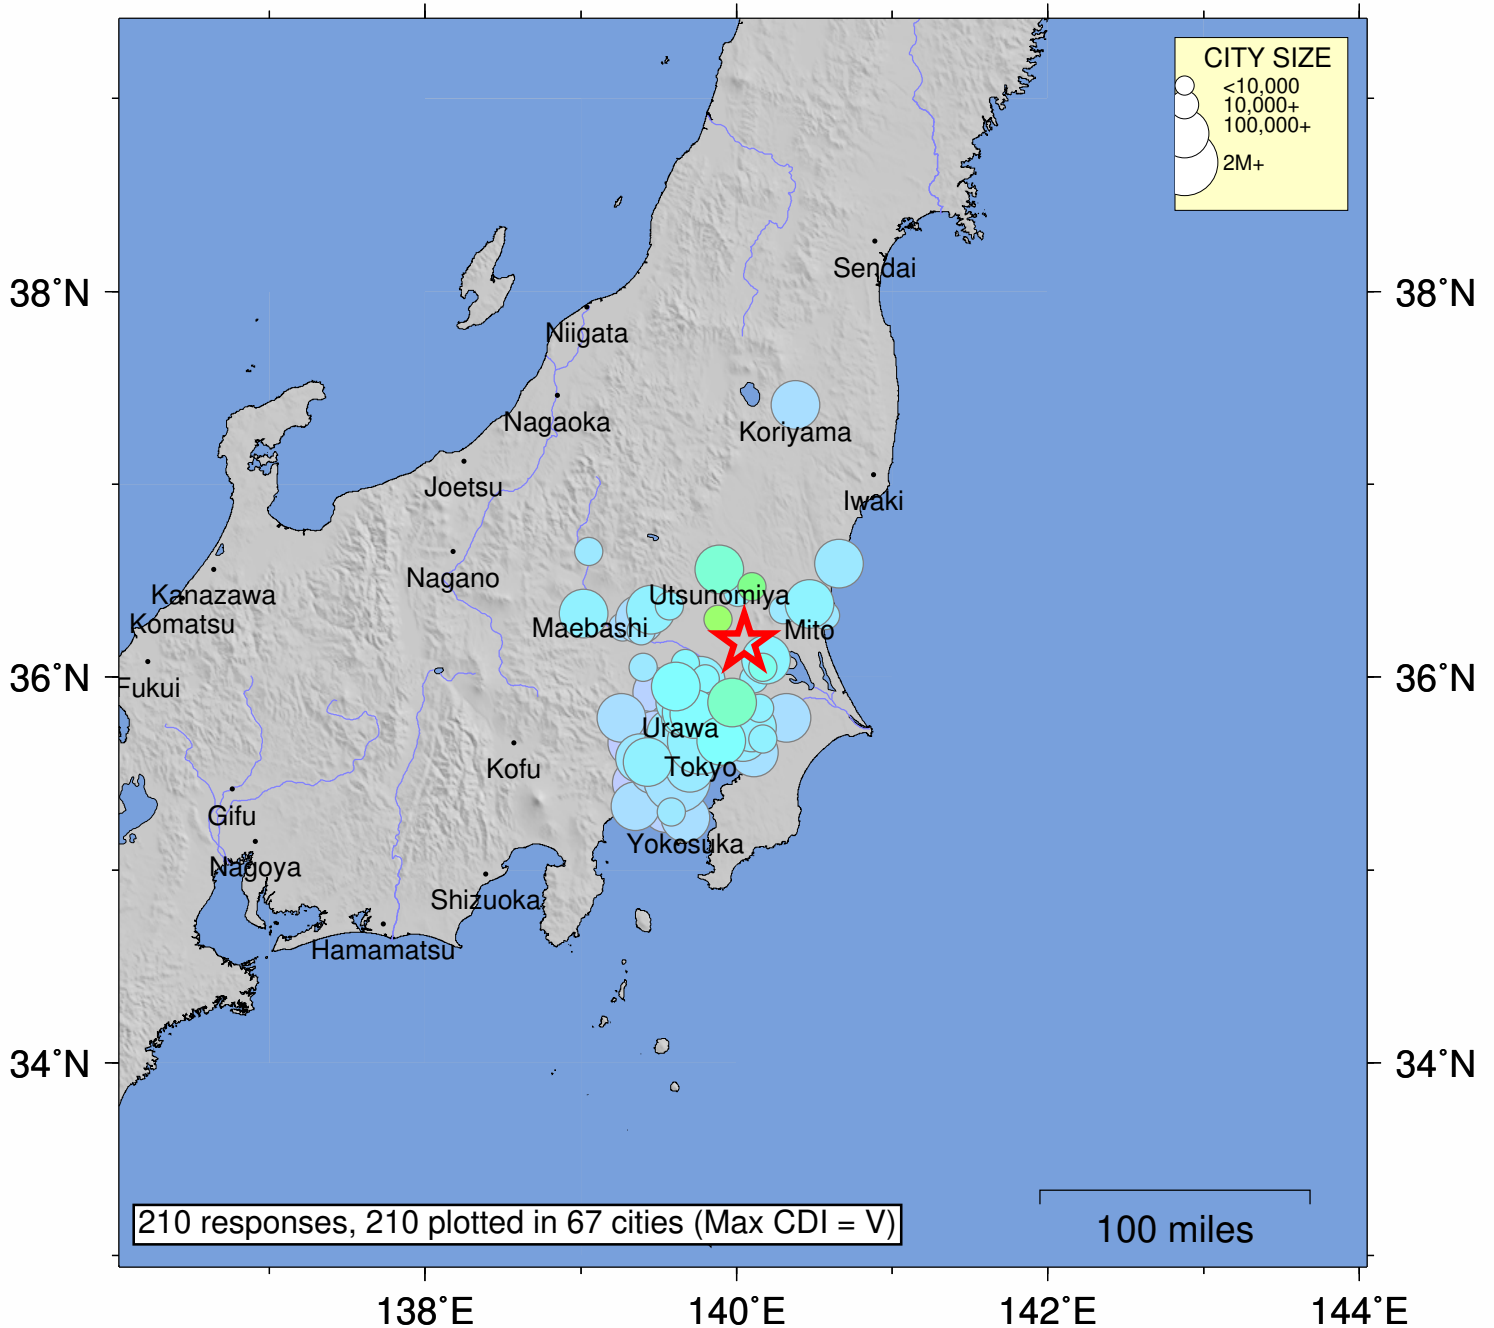 CITY SIZE
<10,000
10,000+
100,000+
2M+
Sendai
38˚N
38˚N
Niigata
Nagaoka
Koriyama
Joetsu
Iwaki
Nagano
Kanazawa
Utsunomiya
Komatsu
Maebashi
Mito
36˚N
36˚N
Fukui
Urawa
Kofu
Tokyo
Gifu
Yokosuka
Nagoya
Shizuoka
Hamamatsu
34˚N
34˚N
210 responses, 210 plotted in 67 cities (Max CDI = V)
100 miles
138˚E
140˚E
142˚E
144˚E